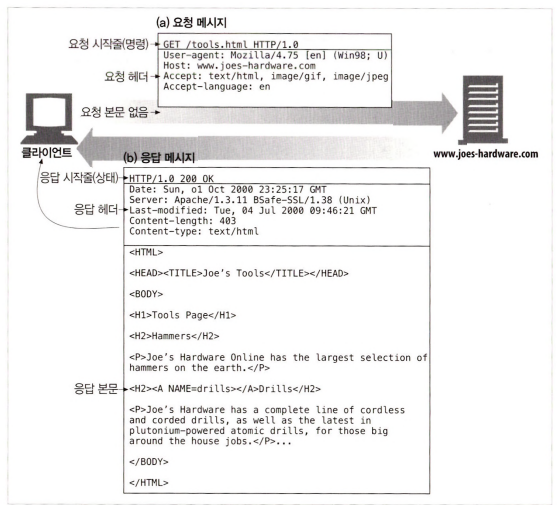 (a) 요청 메시지
요청 시작줄(명령)
GET /tools.html HTTP/1.0
User-agent: Mozilla/4.75 [en] (Win98; U)
Host: www.joes-hardware.com
요청 헤더
Accept: text/html, image/gif, image/jpeg
Accept-language: en
요청 본문 없음
클라이언트
www.joes-hardware.com
(b) 응답 메시지
응답 시작줄(상태)
HTTP/1.0 200 OK
Date: Sun, o1 Oct 2000 23:25:17 GMT
Server: Apache/1.3.11 BSafe-SSL/1.38 (Unix)
응답 헤더
Last-modified: Tue, 04 Jul 2000 09:46:21 GMT
Content-length: 403
Content-type: text/html
<HTML>
<HEAD><TITLE>Joe's Tools</TITLE></HEAD>
<BODY>
<H1>Tools Page</H1>
<H2>Hammers</H2>
<P>Joe's Hardware Online has the largest selection of
hammers on the earth.</P>
응답 본문
<H2><A NAME=drills></A>Drills</H2>
<P>Joe's Hardware has a complete line of cordless
and corded drills, as well as the latest in
plutonium-powered atomic drills, for those big
around the house jobs.</P>...
</BODY>
</HTML>